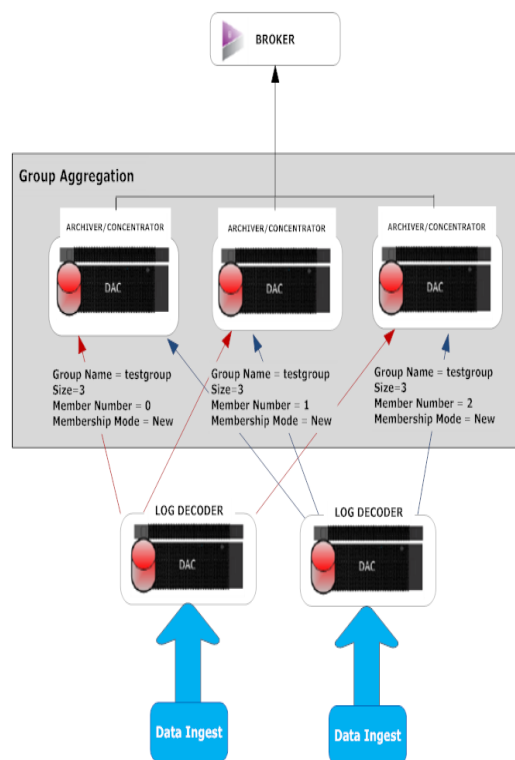 BROKER
Group Aggregation
ARCHIVER/CONCENTRATOR
ARCHIVER/CONCENTRATOR
ARCHIVER/CONCENTRATOR
DAC
DAC
DAC
Group Name = testgroup
Size=3
Member Number = 0
Membership Mode = New
Group Name = testgroup
Size=3
Member Number = 1
Membership Mode = New
Group Name = testgroup
Size=3
Member Number = 2
Membership Mode = New
LOG DECODER
LOG DECODER
DAC
DAC
Data Ingest
Data Ingest